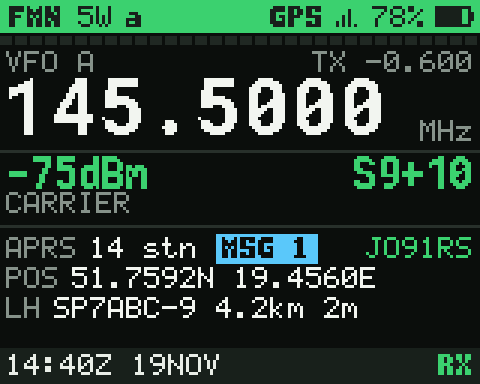 FMN 5W a GPS 78%
VFO A TX -0.600
145.5000 MHz
-75dBm S9+10
CARRIER
APRS 14 stn MSG 1 JO91RS
POS 51.7592N 19.4560E
LH SP7ABC-9 4.2km 2m
14:40Z 19NOV RX